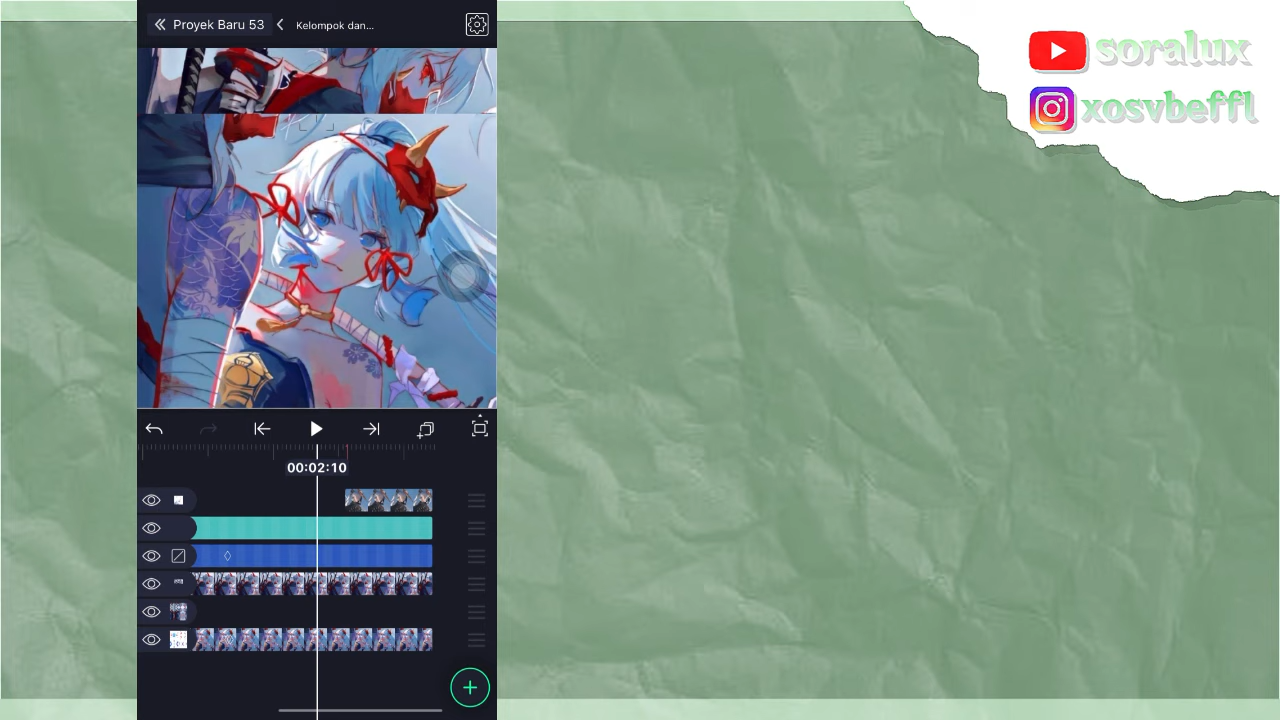 Proyek Baru 53
Kelompok dan...
soralux
xosvbeffl
00:02:10